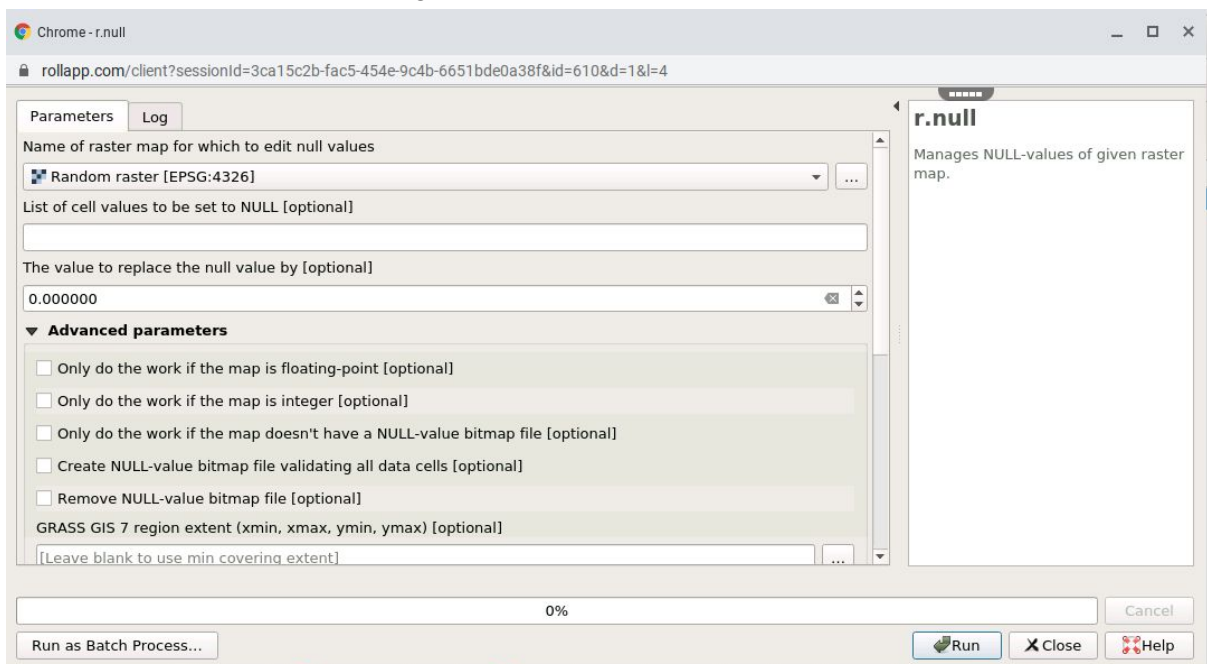 Chrome - r.null
rollapp.com/client?sessionId=3ca15c2b-fac5-454e-9c4b-6651bde0a38f&id=610&d=1&l=4
Parameters Log
Name of raster map for which to edit null values
Random raster [EPSG:4326] ...
List of cell values to be set to NULL [optional]
The value to replace the null value by [optional]
0.000000
Advanced parameters
Only do the work if the map is floating-point [optional]
Only do the work if the map is integer [optional]
Only do the work if the map doesn't have a NULL-value bitmap file [optional]
Create NULL-value bitmap file validating all data cells [optional]
Remove NULL-value bitmap file [optional]
GRASS GIS 7 region extent (xmin, xmax, ymin, ymax) [optional]
[Leave blank to use min covering extent] ...
r.null
Manages NULL-values of given raster
map.
0% Cancel
Run as Batch Process... Run Close Help